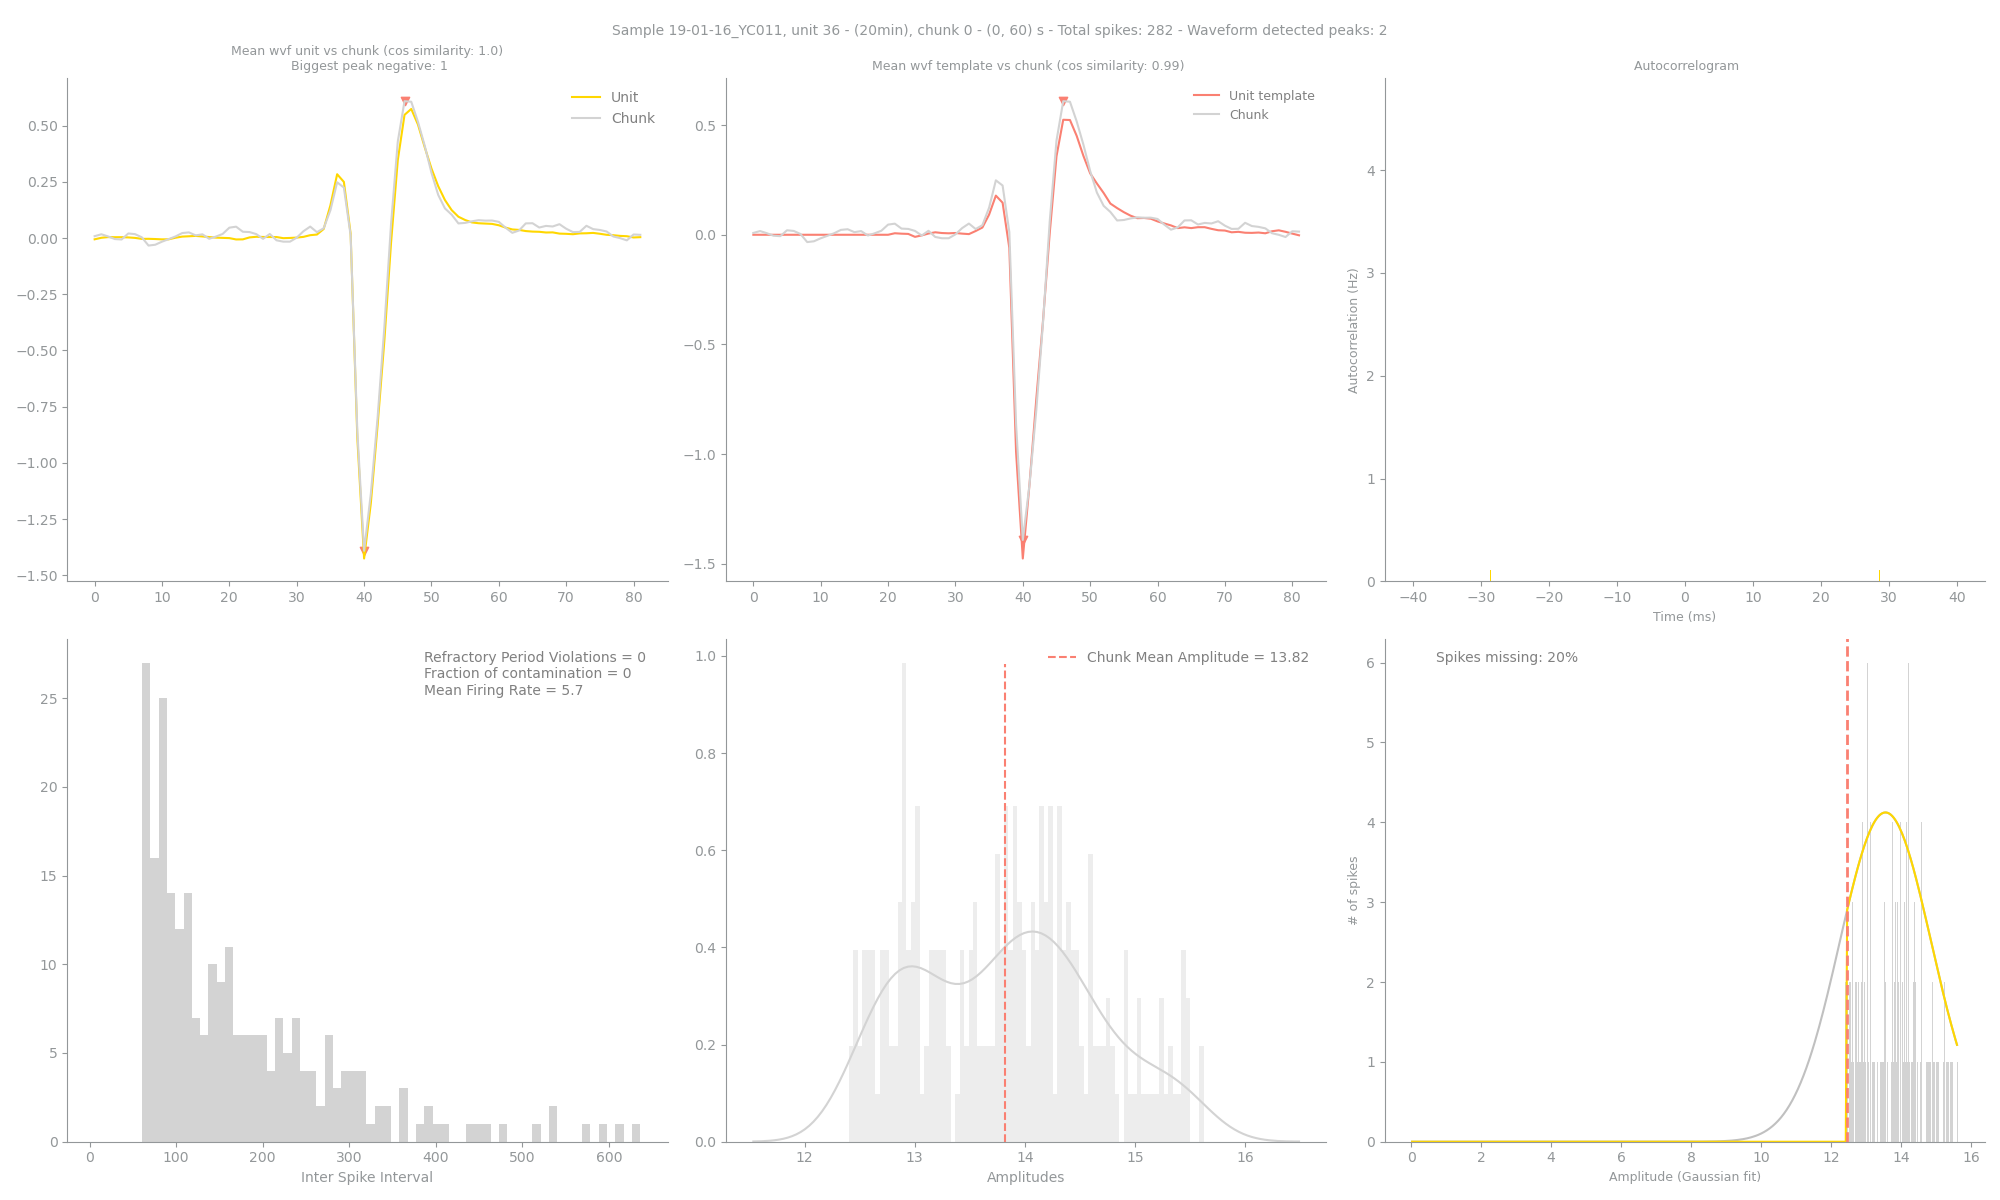 Sample 19-01-16_YC011, unit 36 - (20min), chunk 0 - (0, 60) s - Total spikes: 282 - Waveform detected peaks: 2
Mean wvf unit vs chunk (cos similarity: 1.0)
Biggest peak negative: 1
Unit
Chunk
0.50
0.25
0.00
−0.25
−0.50
−0.75
−1.00
−1.25
−1.50
0 10 20 30 40 50 60 70 80
Mean wvf template vs chunk (cos similarity: 0.99)
Unit template
Chunk
0.5
0.0
−0.5
−1.0
−1.5
0 10 20 30 40 50 60 70 80
Autocorrelogram
Autocorrelation (Hz)
4
3
2
1
0
−40 −30 −20 −10 0 10 20 30 40
Time (ms)
Refractory Period Violations = 0
Fraction of contamination = 0
Mean Firing Rate = 5.7
25
20
15
10
5
0
0 100 200 300 400 500 600
Inter Spike Interval
Chunk Mean Amplitude = 13.82
1.0
0.8
0.6
0.4
0.2
0.0
12 13 14 15 16
Amplitudes
Spikes missing: 20%
# of spikes
6
5
4
3
2
1
0
0 2 4 6 8 10 12 14 16
Amplitude (Gaussian fit)